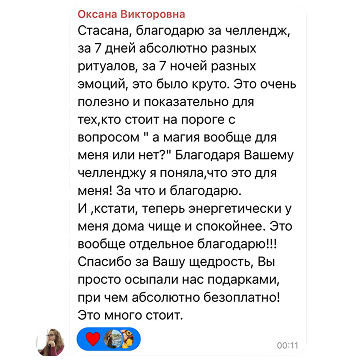 Оксана Викторовна
Стасана, благодарю за челлендж,
за 7 дней абсолютно разных
ритуалов, за 7 ночей разных
эмоций, это было круто. Это очень
полезно и показательно для
тех,кто стоит на пороге с
вопросом " а магия вообще для
меня или нет?" Благодаря Вашему
челленджу я поняла,что это для
меня! За что и благодарю.
И ,кстати, теперь энергетически у
меня дома чище и спокойнее. Это
вообще отдельное благодарю!!!
Спасибо за Вашу щедрость, Вы
просто осыпали нас подарками,
при чем абсолютно безоплатно!
Это много стоит.
00:11